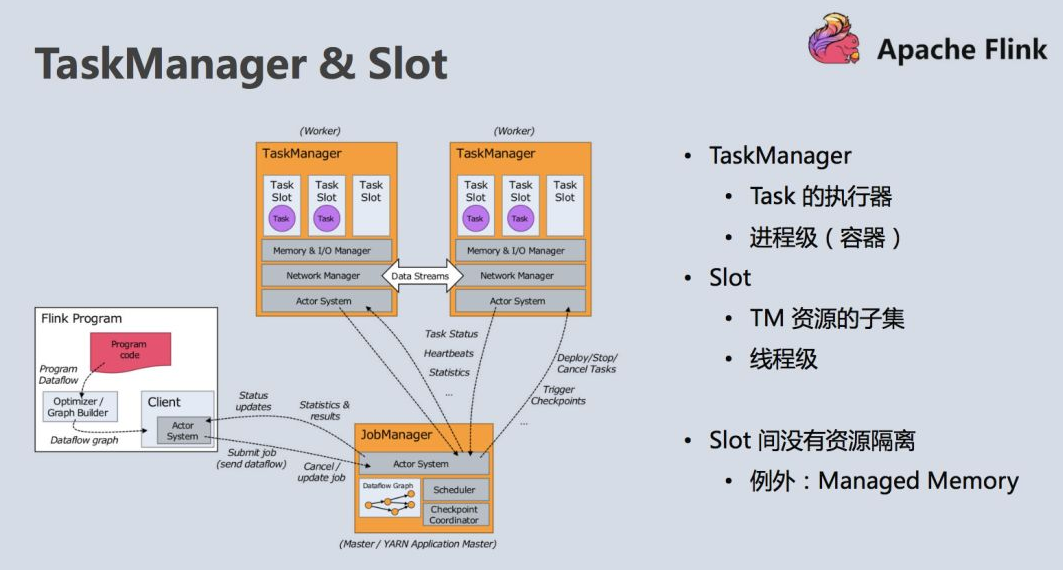 TaskManager & Slot
Apache Flink
(Worker)
TaskManager
Task
Slot
Task
Task
Slot
Task
Task
Slot
Memory & I/O Manager
Network Manager
Actor System
Data Streams
(Worker)
TaskManager
Task
Slot
Task
Task
Slot
Task
Task
Slot
Memory & I/O Manager
Network Manager
Actor System
Flink Program
Program
code
Program
Dataflow
Optimizer /
Graph Builder
Dataflow graph
Client
Actor
System
Status
updates
Statistics &
results
Submit job
(send dataflow)
Cancel /
update job
Task Status
Heartbeats
Statistics
...
Deploy/Stop/
Cancel Tasks
Trigger
Checkpoints
...
JobManager
Actor System
Dataflow Graph
Scheduler
Checkpoint
Coordinator
(Master / YARN Application Master)
• TaskManager
• Task 的执行器
• 进程级（容器）
• Slot
• TM 资源的子集
• 线程级
• Slot 间没有资源隔离
• 例外：Managed Memory